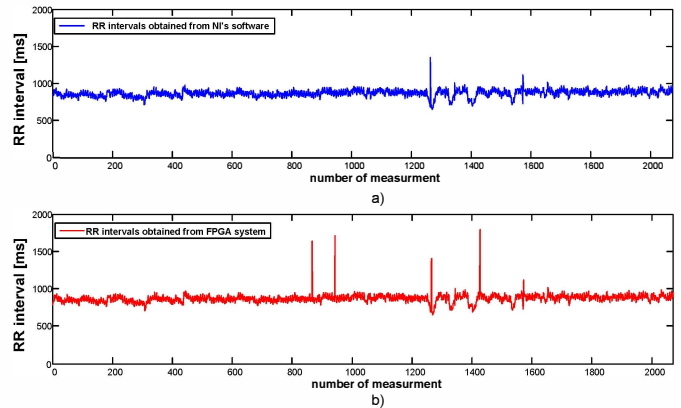 2000
RR intervals obtained from NI's software
1500
1000
500
0
RR interval [ms]
0 200 400 600 800 1000 1200 1400 1600 1800 2000
number of measurment
a)
2000
RR intervals obtained from FPGA system
1500
1000
500
0
RR interval [ms]
0 200 400 600 800 1000 1200 1400 1600 1800 2000
number of measurment
b)